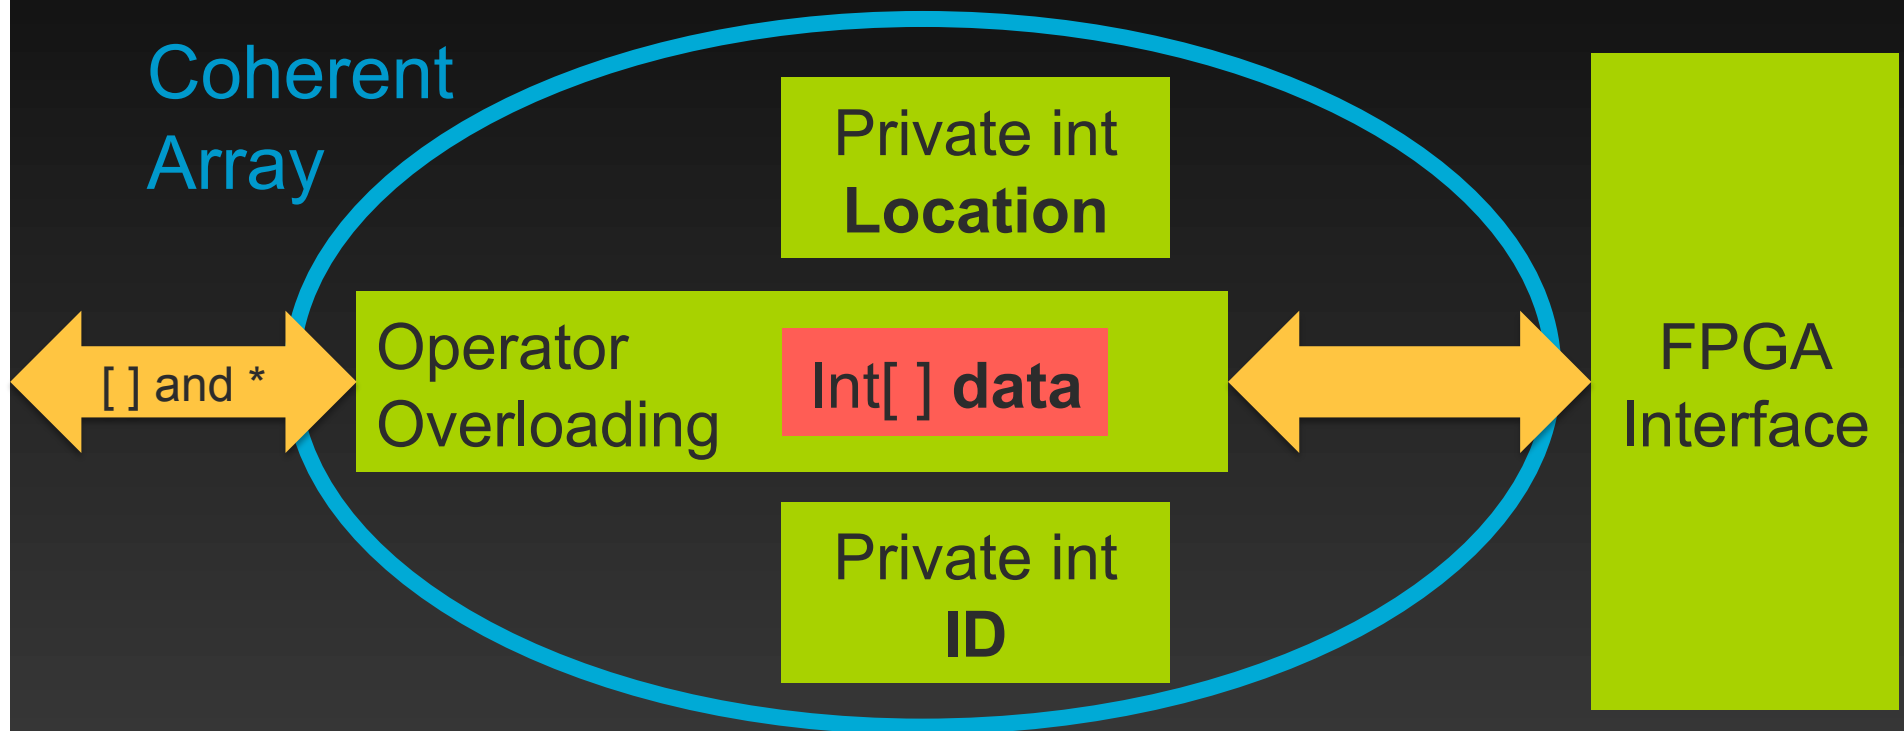 Coherent
Array
Private int
Location
[ ] and *
Operator
Overloading
Int[ ] data
FPGA
Interface
Private int
ID